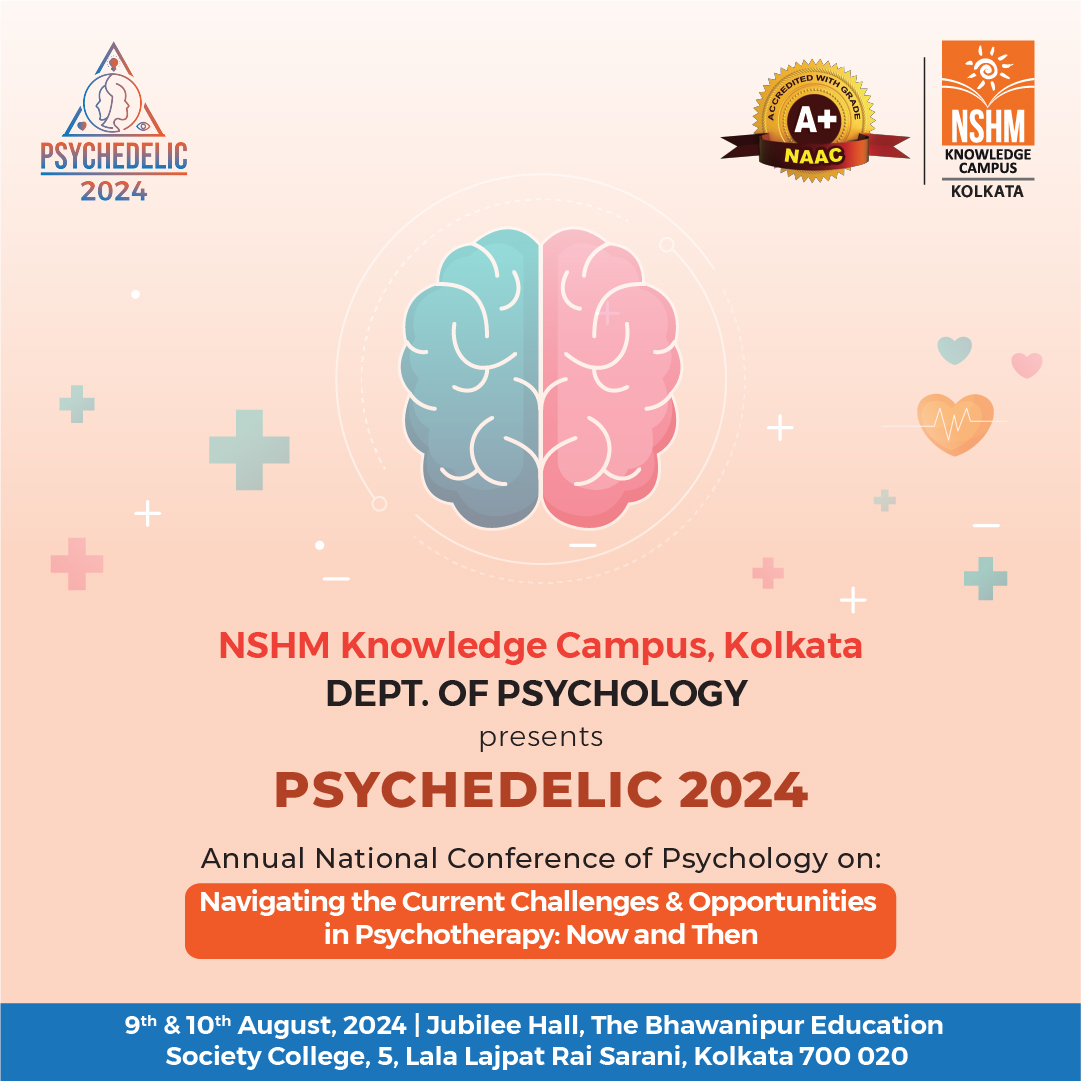 PSYCHEDELIC
2024
ACCREDITED WITH GRADE
A+
NAAC
NSHM
KNOWLEDGE
CAMPUS
KOLKATA
NSHM Knowledge Campus, Kolkata
DEPT. OF PSYCHOLOGY
presents
PSYCHEDELIC 2024
Annual National Conference of Psychology on:
Navigating the Current Challenges & Opportunities
in Psychotherapy: Now and Then
9th & 10th August, 2024 | Jubilee Hall, The Bhawanipur Education
Society College, 5, Lala Lajpat Rai Sarani, Kolkata 700 020